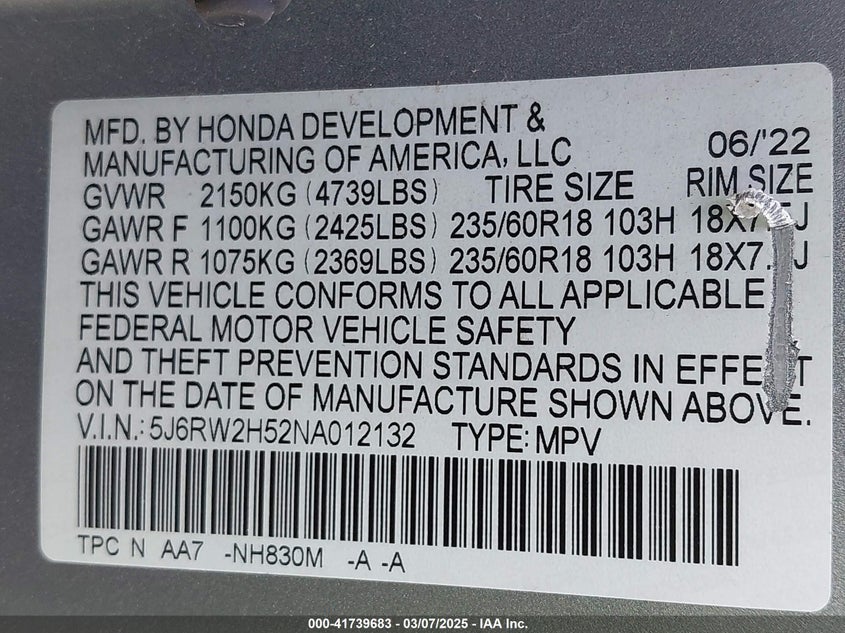 MFD. BY HONDA DEVELOPMENT &
MANUFACTURING OF AMERICA, LLC 06/'22
GVWR 2150KG (4739LBS) TIRE SIZE RIM SIZE
GAWR F 1100KG (2425LBS) 235/60R18 103H
GAWR R 1075KG (2369LBS) 235/60R18 103H
THIS VEHICLE CONFORMS TO ALL APPLICABLE
FEDERAL MOTOR VEHICLE SAFETY
AND THEFT PREVENTION STANDARDS IN EFFECT
ON THE DATE OF MANUFACTURE SHOWN ABOVE.
V.I.N.: 5J6RW2H52NA012132 TYPE: MPV
TPC N AA7 -NH830M -A -A
000-41739683 - 03/07/2025 - IAA Inc.